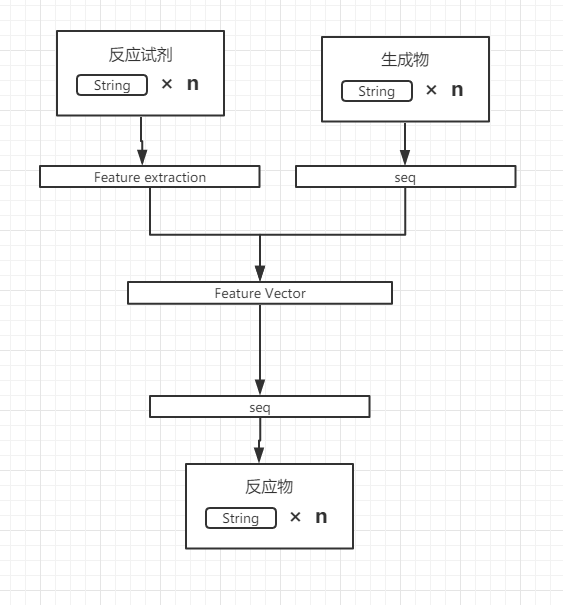 反应试剂
String × n
生成物
String × n
Feature extraction
seq
Feature Vector
seq
反应物
String × n